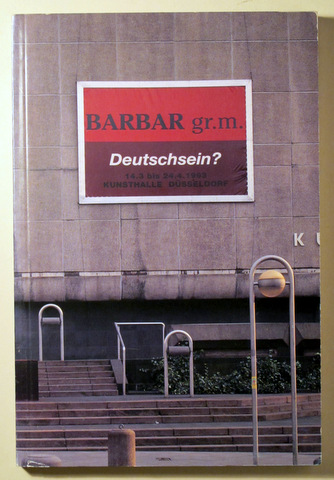 BARBAR gr.m.
Deutschsein?
14.3 bis 24.4.1993
KUNSTHALLE DÜSSELDORF
K U